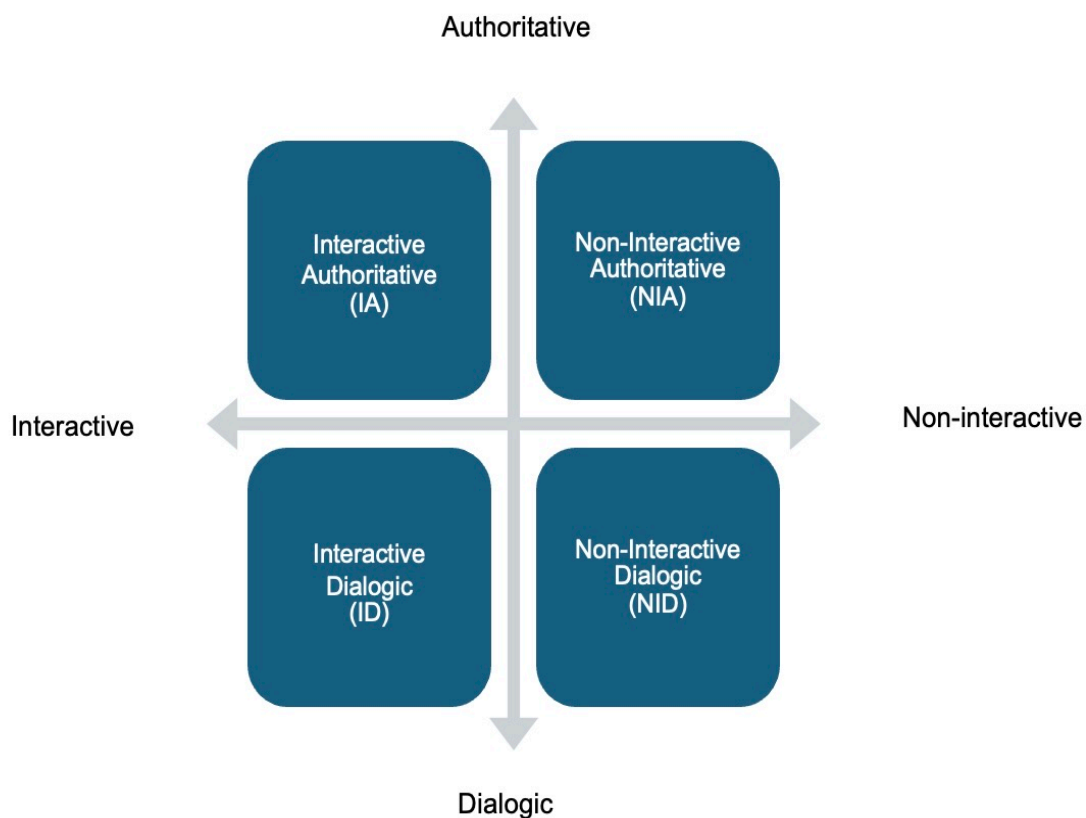 Authoritative
Interactive
Authoritative
(IA)
Non-Interactive
Authoritative
(NIA)
Interactive
Non-interactive
Interactive
Dialogic
(ID)
Non-Interactive
Dialogic
(NID)
Dialogic